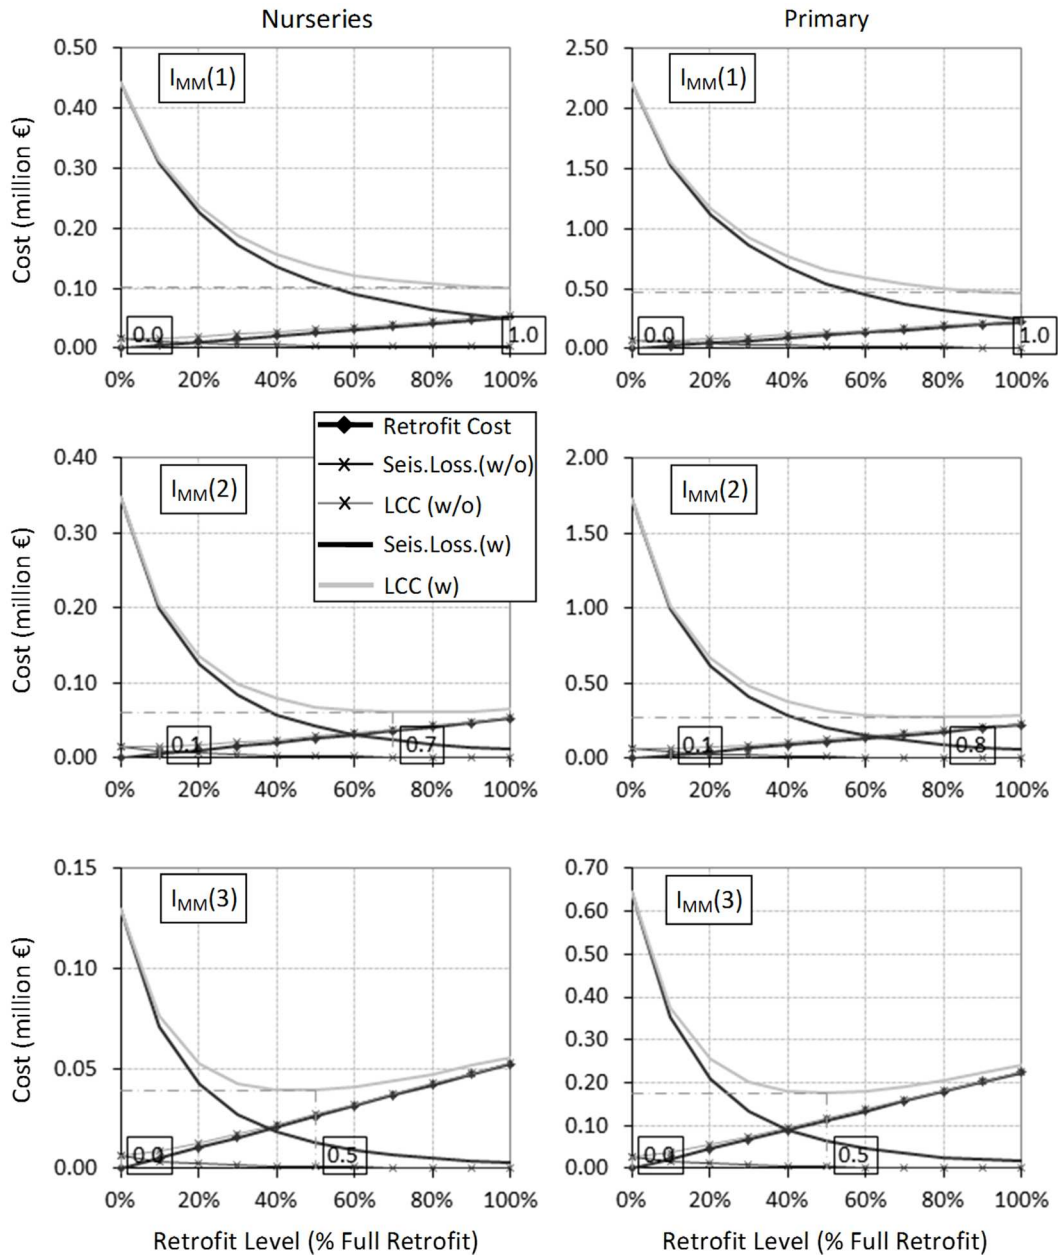 Nurseries
Primary
0.50
0.40
0.30
0.20
0.10
0.00
Cost (million €)
I_MM(1)
0.0
1.0
0% 20% 40% 60% 80% 100%
2.50
2.00
1.50
1.00
0.50
0.00
I_MM(1)
0.0
1.0
0% 20% 40% 60% 80% 100%
Retrofit Cost
Seis.Loss.(w/o)
LCC (w/o)
Seis.Loss.(w)
LCC (w)
0.40
0.30
0.20
0.10
0.00
Cost (million €)
I_MM(2)
0.1
0.7
0% 20% 40% 60% 80% 100%
2.00
1.50
1.00
0.50
0.00
I_MM(2)
0.1
0.8
0% 20% 40% 60% 80% 100%
0.15
0.10
0.05
0.00
Cost (million €)
I_MM(3)
0.0
0.5
0% 20% 40% 60% 80% 100%
Retrofit Level (% Full Retrofit)
0.70
0.60
0.50
0.40
0.30
0.20
0.10
0.00
I_MM(3)
0.0
0.5
0% 20% 40% 60% 80% 100%
Retrofit Level (% Full Retrofit)